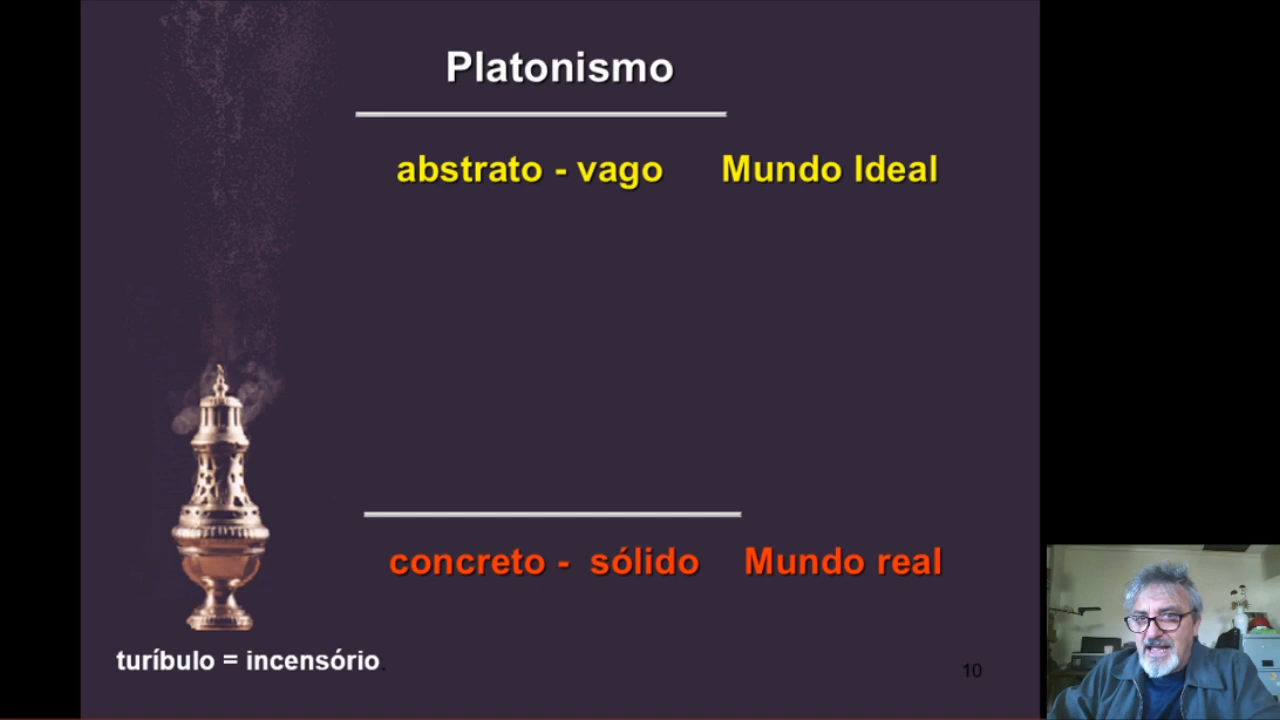 Platonismo
abstrato - vago Mundo Ideal
concreto - sólido Mundo real
turíbulo = incensório.
10